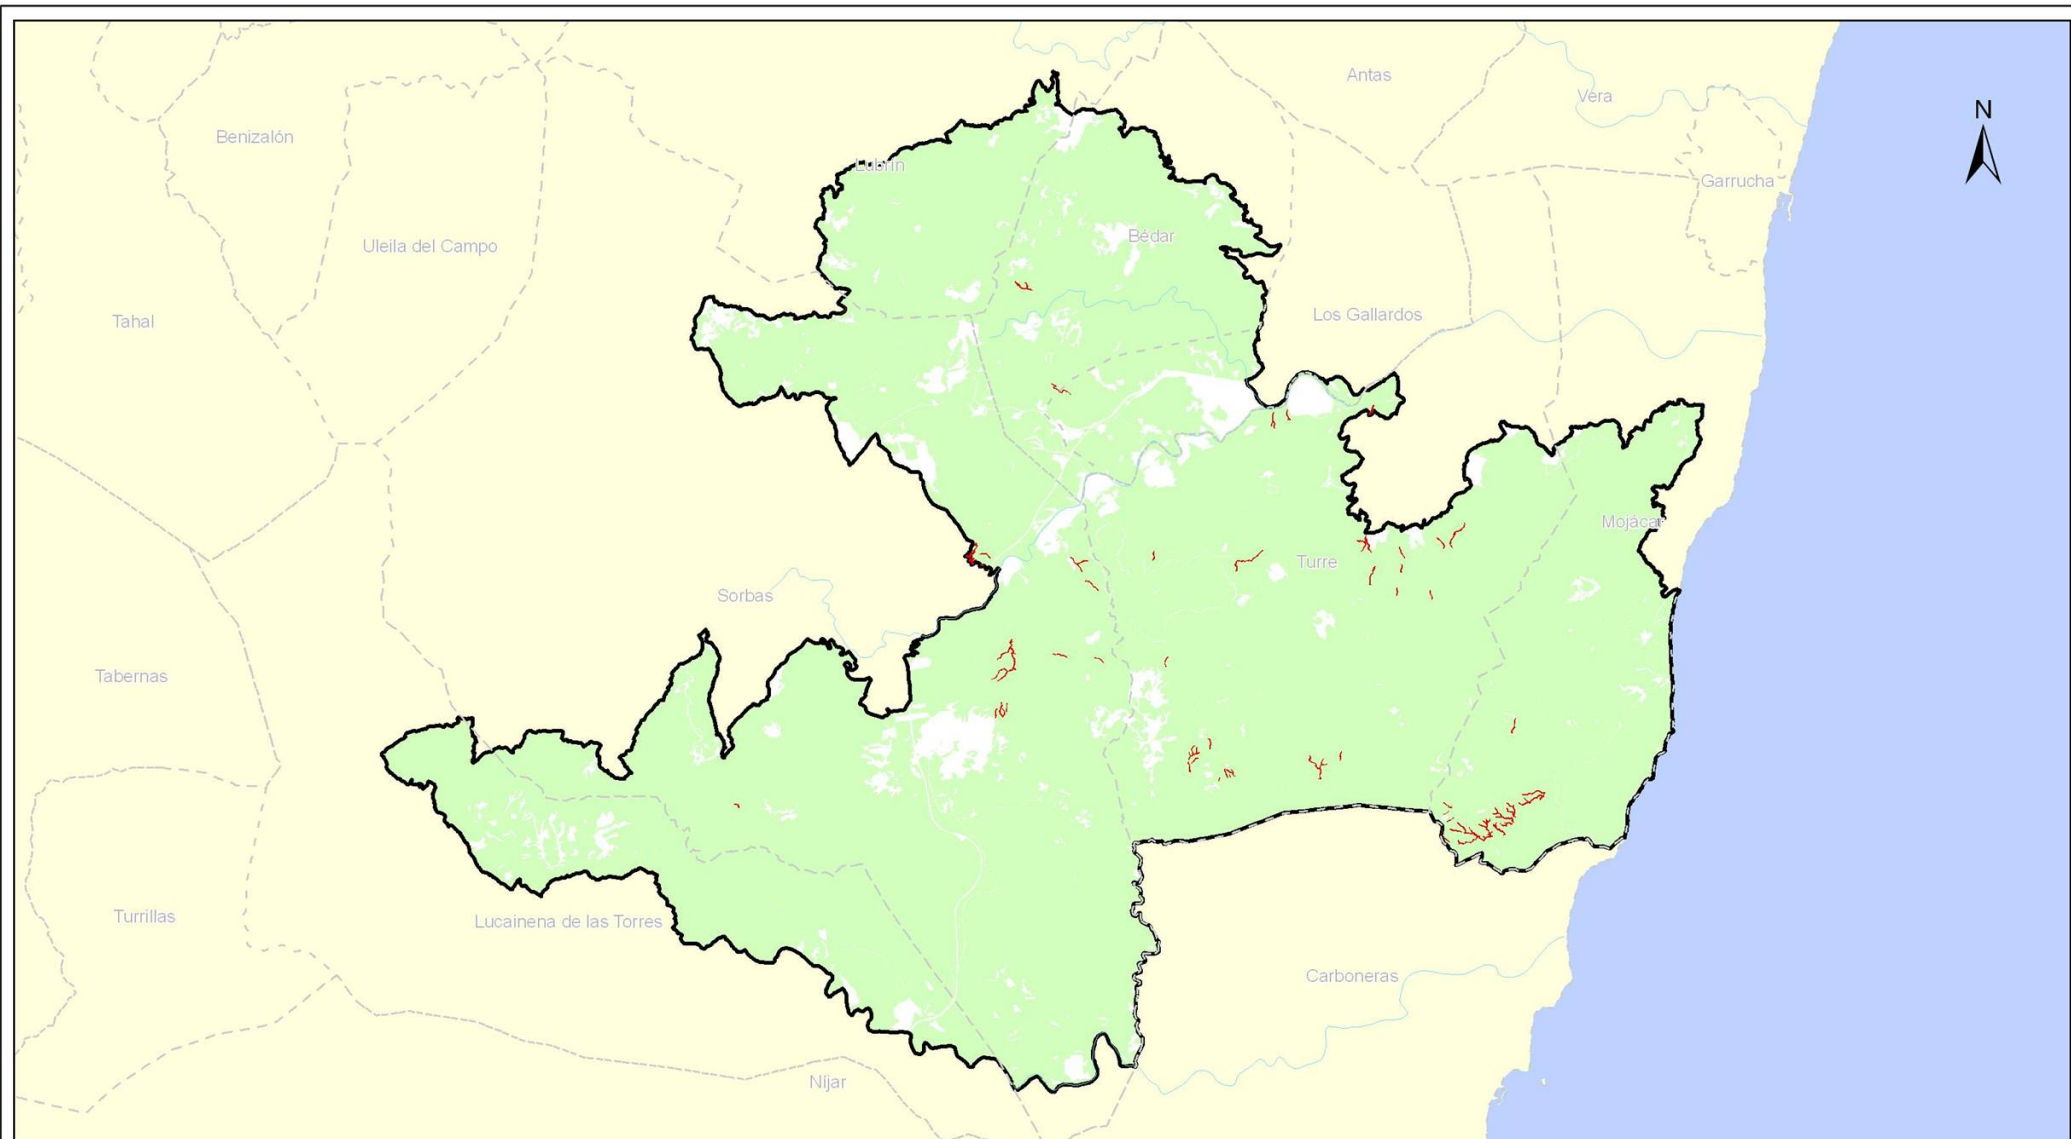 Antas
Vera
N
Benizalón
Lubrín
Garrucha
Bédar
Uleila del Campo
Los Gallardos
Tahal
Mojácar
Turre
Sorbas
Tabernas
Turrillas
Lucainena de las Torres
Carboneras
Níjar